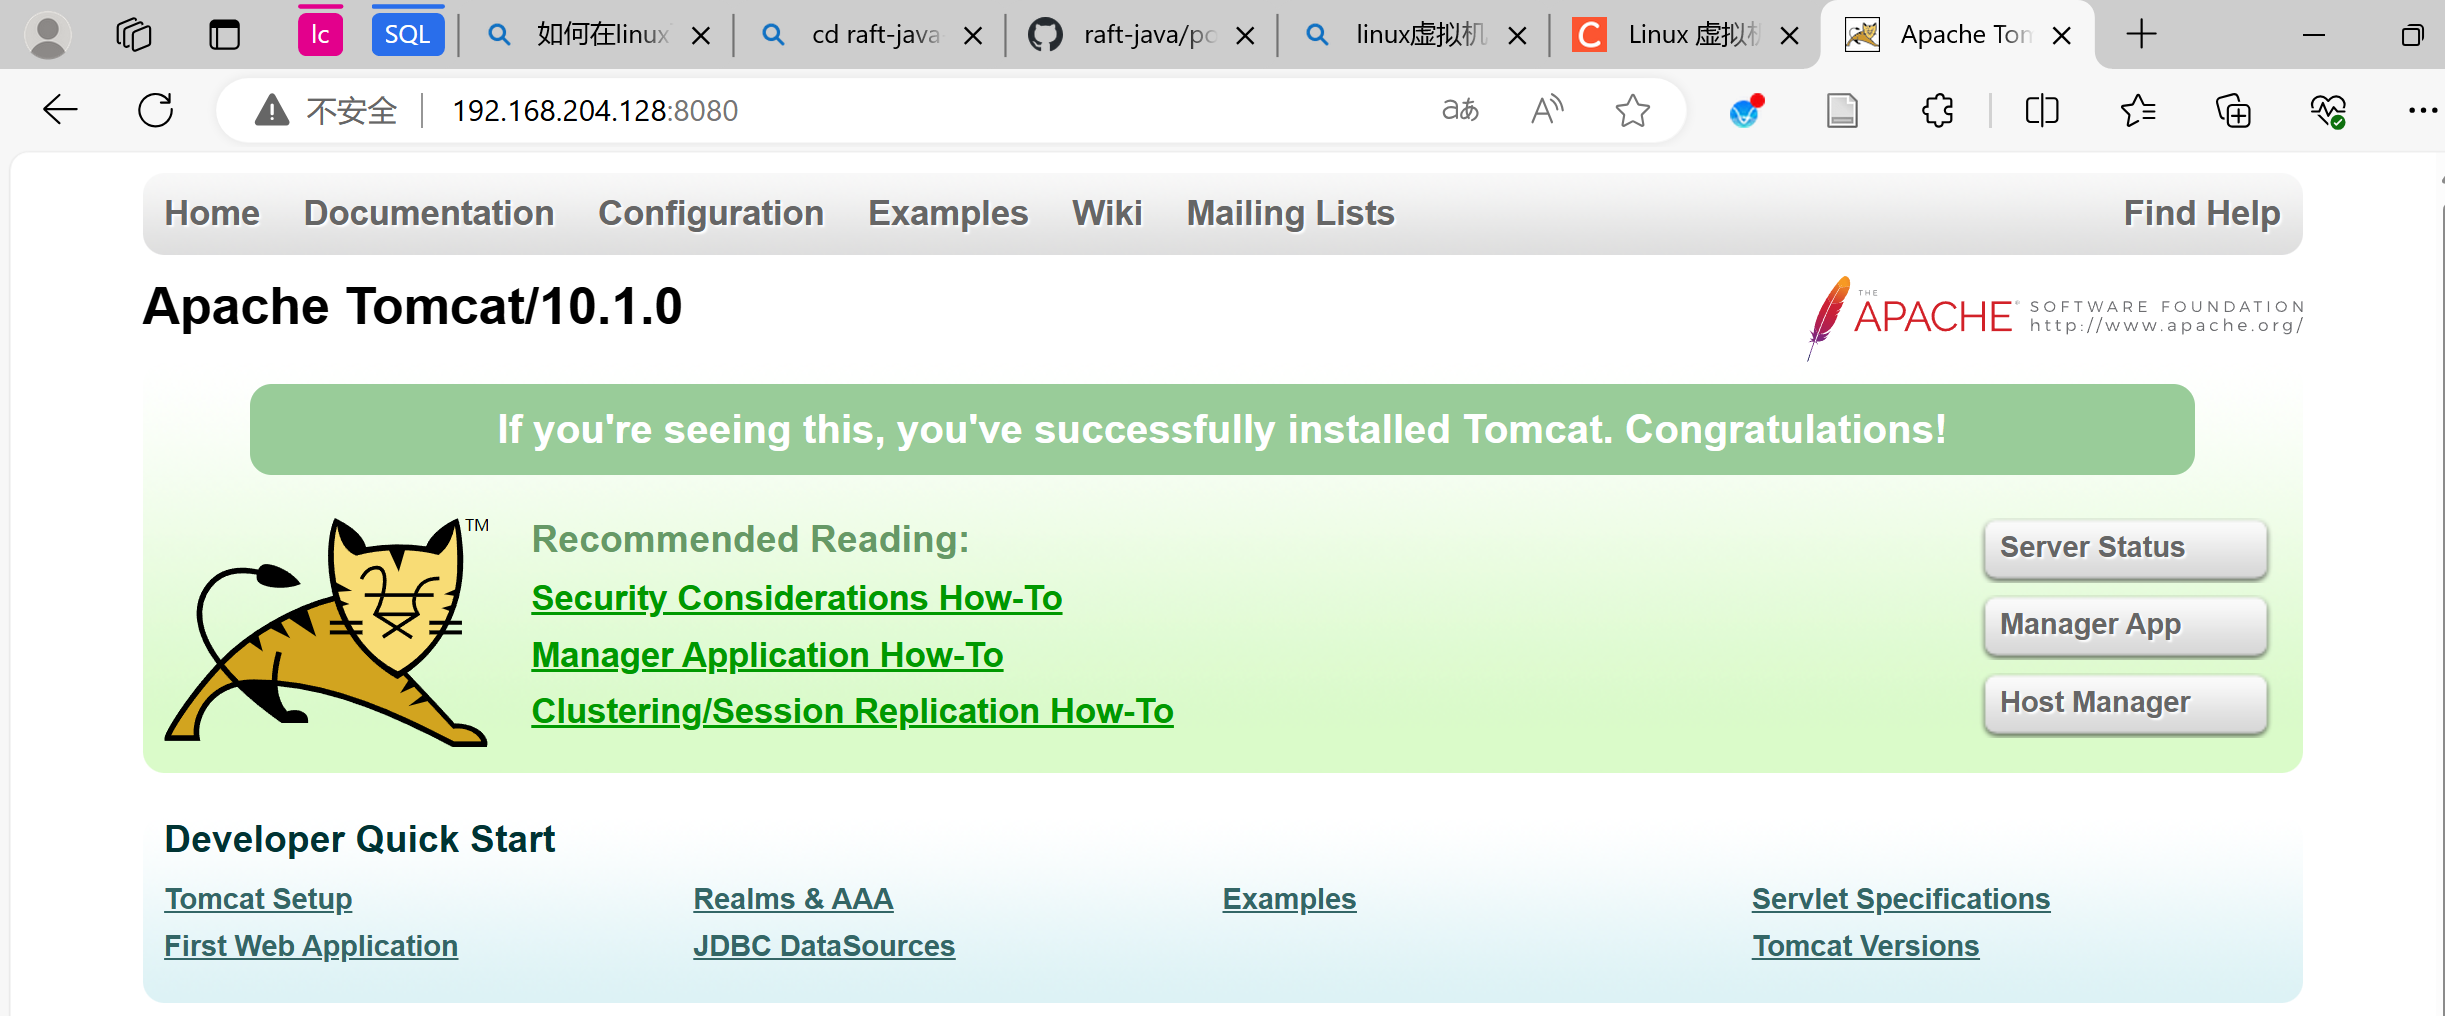 lc
SQL
如何在linux
cd raft-java
raft-java/po
linux虚拟机
Linux 虚拟
Apache Tom
不安全
192.168.204.128:8080
aあ
Home Documentation Configuration Examples Wiki Mailing Lists Find Help
Apache Tomcat/10.1.0
THE
APACHE®
SOFTWARE FOUNDATION
http://www.apache.org/
If you're seeing this, you've successfully installed Tomcat. Congratulations!
TM
Recommended Reading:
Security Considerations How-To
Manager Application How-To
Clustering/Session Replication How-To
Server Status
Manager App
Host Manager
Developer Quick Start
Tomcat Setup
Realms & AAA
Examples
Servlet Specifications
First Web Application
JDBC DataSources
Tomcat Versions